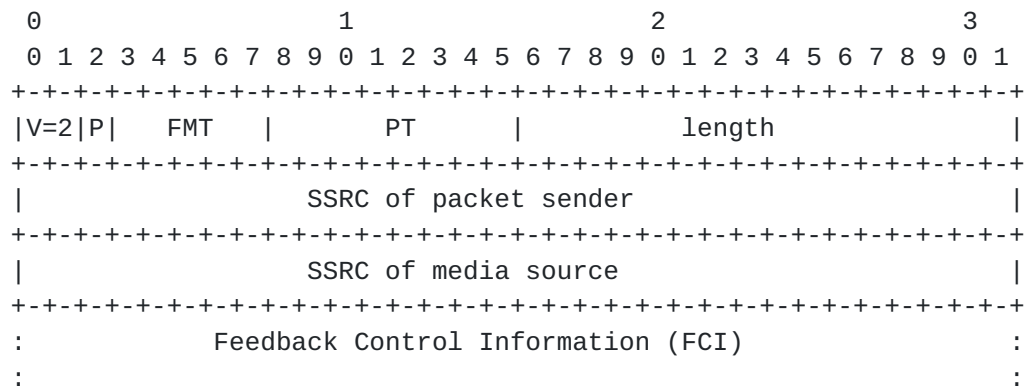 0                   1                   2                   3
 0 1 2 3 4 5 6 7 8 9 0 1 2 3 4 5 6 7 8 9 0 1 2 3 4 5 6 7 8 9 0 1
+-+-+-+-+-+-+-+-+-+-+-+-+-+-+-+-+-+-+-+-+-+-+-+-+-+-+-+-+-+-+-+-+
|V=2|P|   FMT   |       PT      |          length               |
+-+-+-+-+-+-+-+-+-+-+-+-+-+-+-+-+-+-+-+-+-+-+-+-+-+-+-+-+-+-+-+-+
|                  SSRC of packet sender                        |
+-+-+-+-+-+-+-+-+-+-+-+-+-+-+-+-+-+-+-+-+-+-+-+-+-+-+-+-+-+-+-+-+
|                  SSRC of media source                         |
+-+-+-+-+-+-+-+-+-+-+-+-+-+-+-+-+-+-+-+-+-+-+-+-+-+-+-+-+-+-+-+-+
:            Feedback Control Information (FCI)                 :
:                                                               :